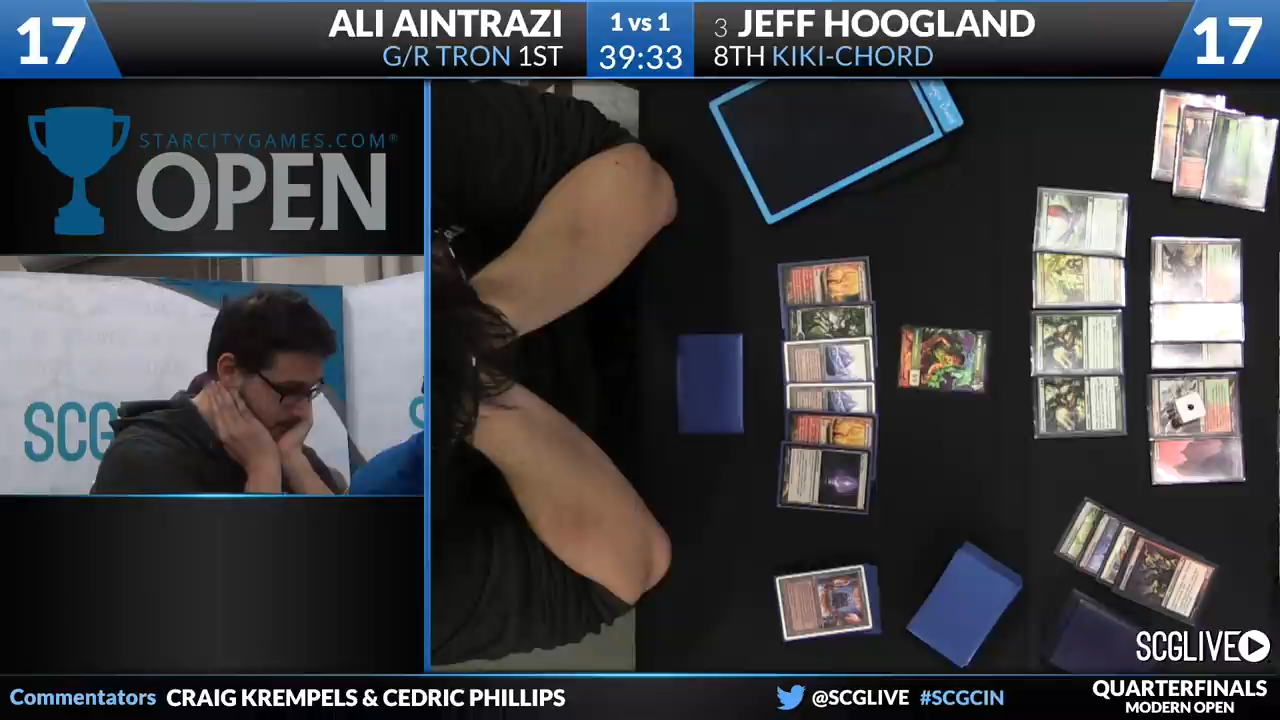 17
ALI AINTRAZI
G/R TRON 1ST
1 vs 1
39:33
3 JEFF HOOGLAND
8TH KIKI-CHORD
17
STARCITYGAMES.COM®
OPEN
SCG
SCGLIVE
Commentators CRAIG KREMPELS & CEDRIC PHILLIPS
@SCGLIVE #SCGCIN
QUARTERFINALS
MODERN OPEN